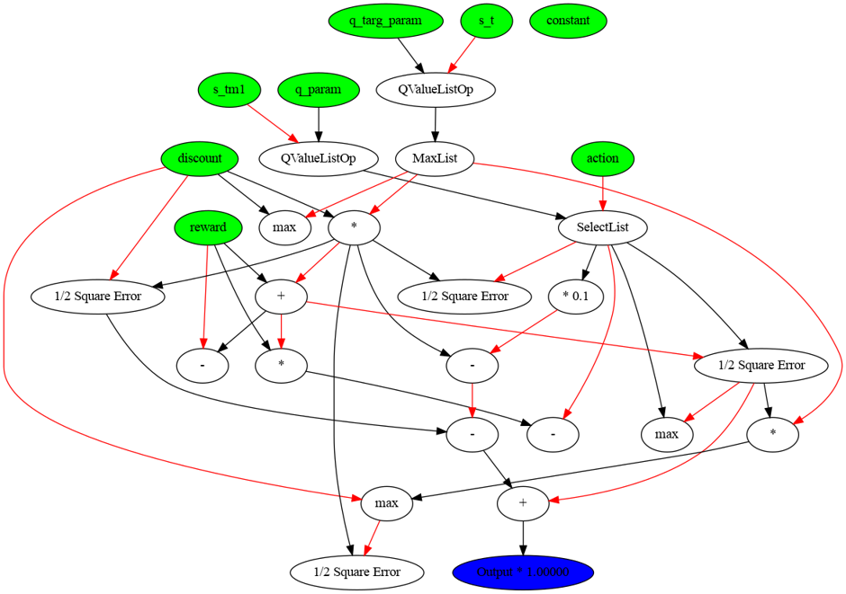 q_targ_param
s_t
constant
s_tm1
q_param
QValueListOp
discount
QValueListOp
MaxList
action
reward
max
*
SelectList
1/2 Square Error
+
1/2 Square Error
* 0.1
-
*
-
1/2 Square Error
-
-
max
*
max
+
1/2 Square Error
Output * 1.00000